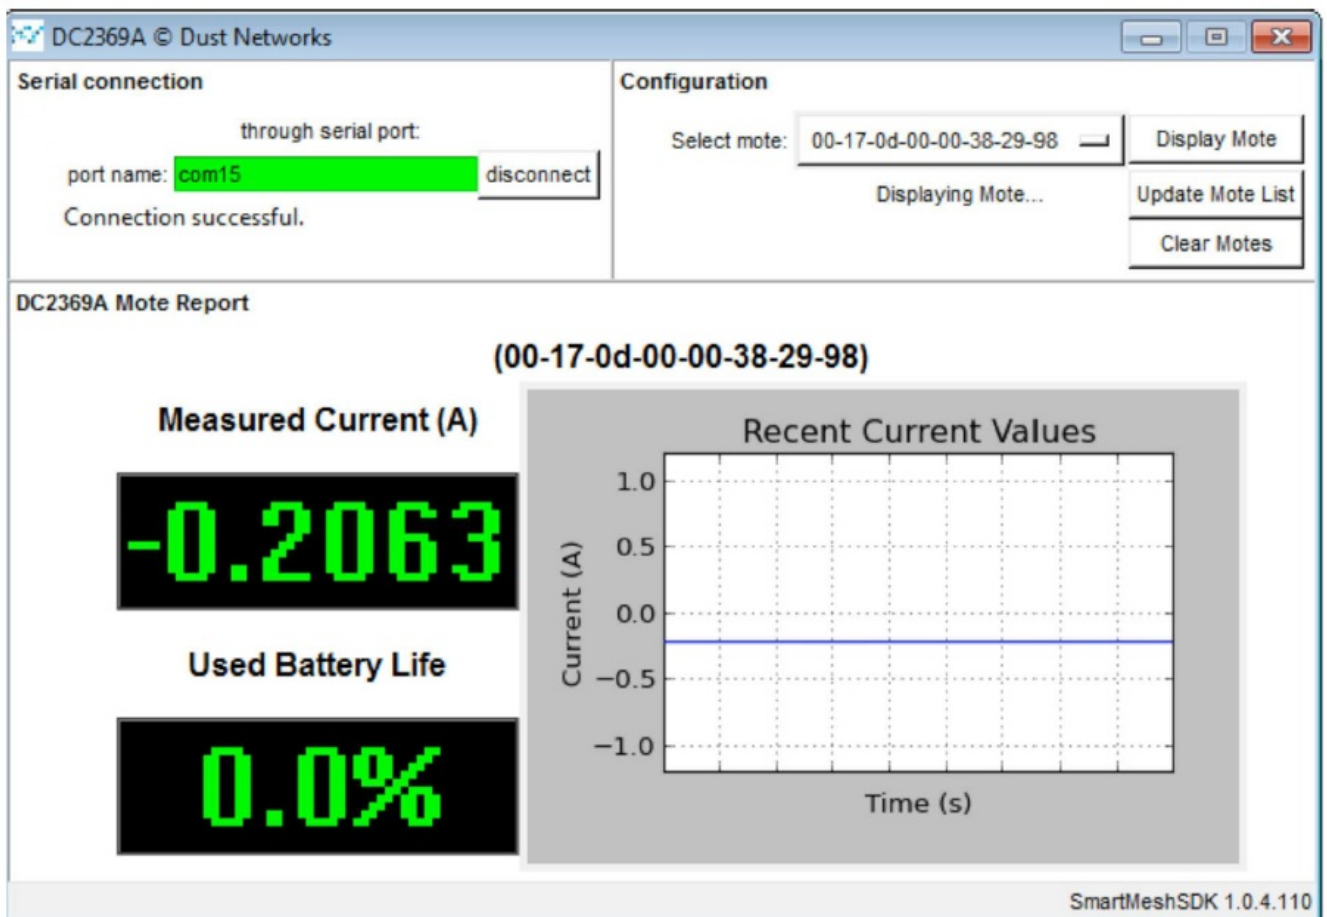 DC2369A © Dust Networks
Serial connection
through serial port:
port name: com15 disconnect
Connection successful.
Configuration
Select mote: 00-17-0d-00-00-38-29-98 Display Mote
Displaying Mote... Update Mote List
Clear Motes
DC2369A Mote Report
(00-17-0d-00-00-38-29-98)
Measured Current (A)
-0.2063
Used Battery Life
0.0%
Recent Current Values
1.0
0.5
0.0
−0.5
−1.0
Current (A)
Time (s)
SmartMeshSDK 1.0.4.110